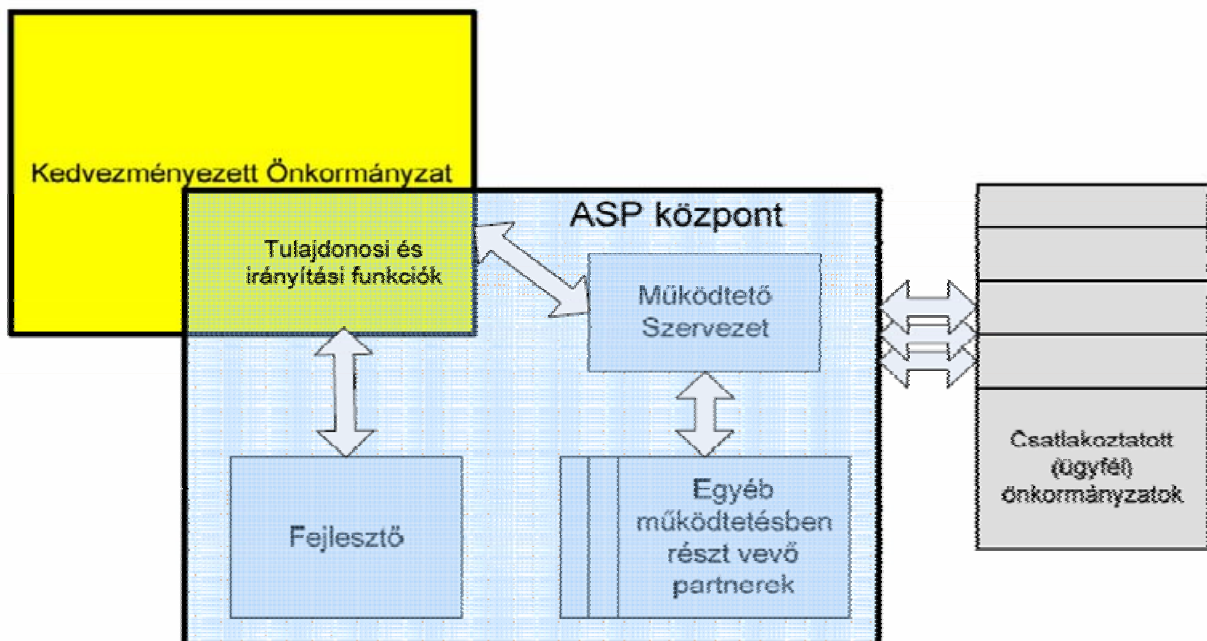 Kedvezményezett Önkormányzat
ASP központ
Tulajdonosi és
irányítási funkciók
Működtető
Szervezet
Fejlesztő
Egyéb
működtetésben
részt vevő
partnerek
Csatlakoztatott
(ügyfél)
önkormányzatok